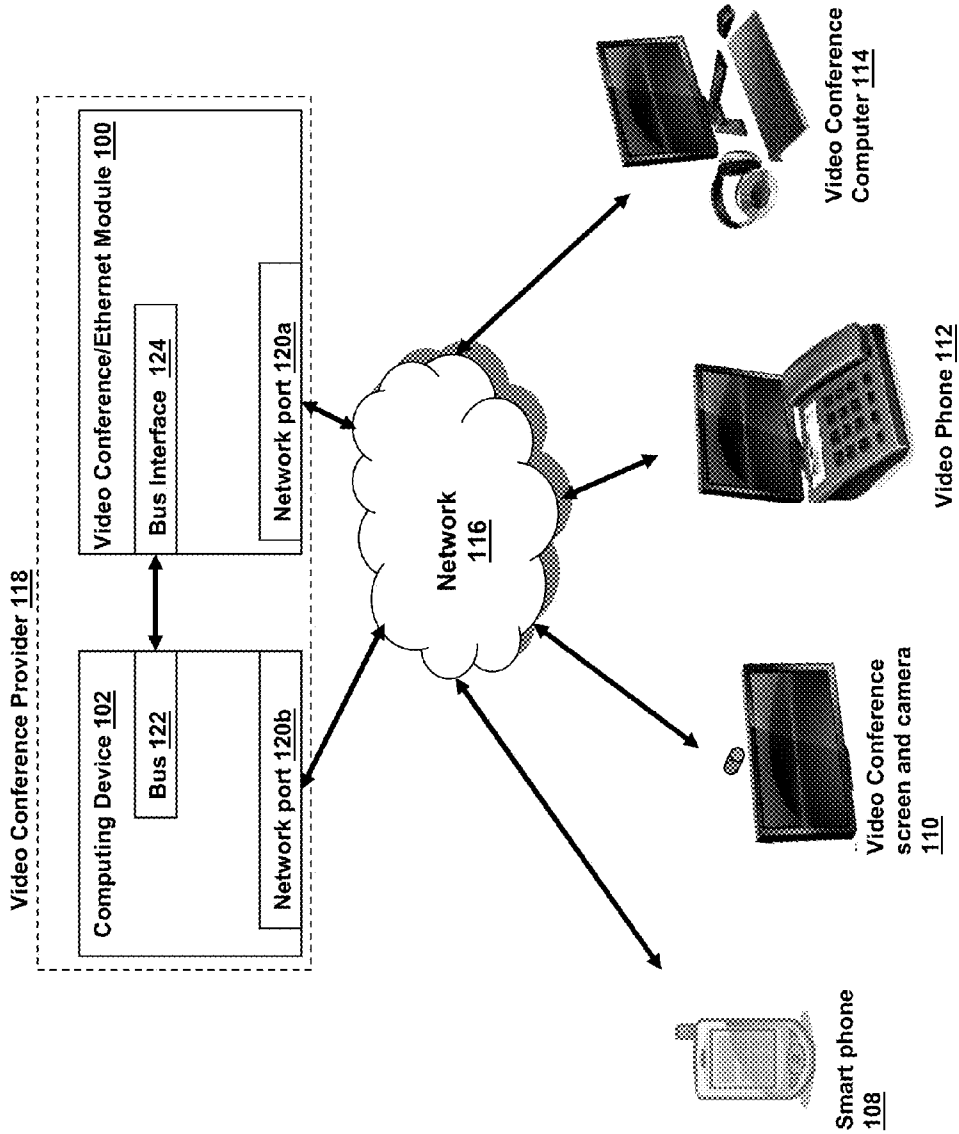 Video Conference Provider 118
Computing Device 102
Bus 122
Network port 120b
Video Conference/Ethernet Module 100
Bus Interface 124
Network port 120a
Network
116
Smart phone
108
Video Conference
screen and camera
110
Video Phone 112
Video Conference
Computer 114